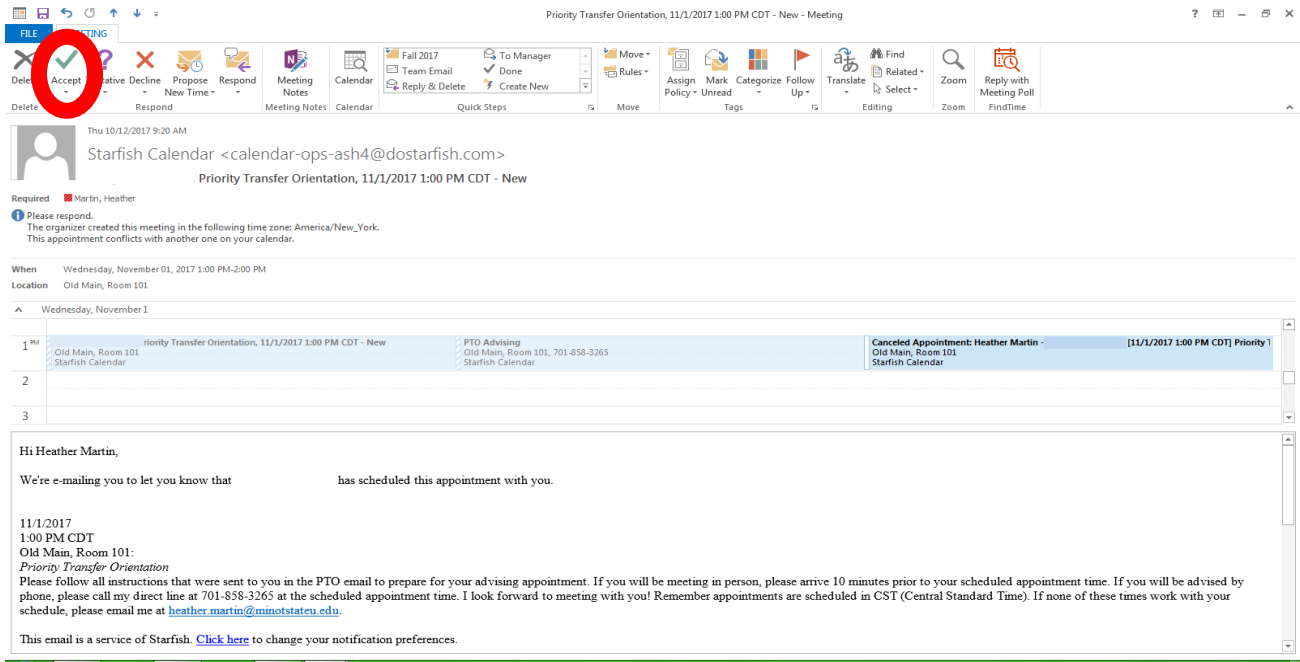 Priority Transfer Orientation, 11/1/2017 1:00 PM CDT - New - Meeting
FILE
TING
Find
Fall 2017
To Manager
Move
Team Email
Done
Rules
Related
Reply & Delete
Create New
Select
Dele
Accept
tative
Decline
Propose New Time
Respond
Meeting Notes
Calendar
Assign Policy
Mark Unread
Categorize
Follow Up
Translate
Zoom
Reply with Meeting Poll
Delete
Respond
Meeting Notes
Calendar
Quick Steps
Move
Tags
Editing
Zoom
FindTime
Thu 10/12/2017 9:20 AM
Starfish Calendar <calendar-ops-ash4@dostarfish.com>
Priority Transfer Orientation, 11/1/2017 1:00 PM CDT - New
Required Martin, Heather
Please respond.
The organizer created this meeting in the following time zone: America/New_York.
This appointment conflicts with another one on your calendar.
When Wednesday, November 01, 2017 1:00 PM-2:00 PM
Location Old Main, Room 101
Wednesday, November 1
1 PM
riority Transfer Orientation, 11/1/2017 1:00 PM CDT - New
Old Main, Room 101
Starfish Calendar
PTO Advising
Old Main, Room 101, 701-858-3265
Starfish Calendar
Canceled Appointment: Heather Martin - [11/1/2017 1:00 PM CDT] Priority T
Old Main, Room 101
Starfish Calendar
2
3
Hi Heather Martin,
We're e-mailing you to let you know that has scheduled this appointment with you.
11/1/2017
1:00 PM CDT
Old Main, Room 101:
Priority Transfer Orientation
Please follow all instructions that were sent to you in the PTO email to prepare for your advising appointment. If you will be meeting in person, please arrive 10 minutes prior to your scheduled appointment time. If you will be advised by
phone, please call my direct line at 701-858-3265 at the scheduled appointment time. I look forward to meeting with you! Remember appointments are scheduled in CST (Central Standard Time). If none of these times work with your
schedule, please email me at heather.martin@minotstateu.edu.
This email is a service of Starfish. Click here to change your notification preferences.